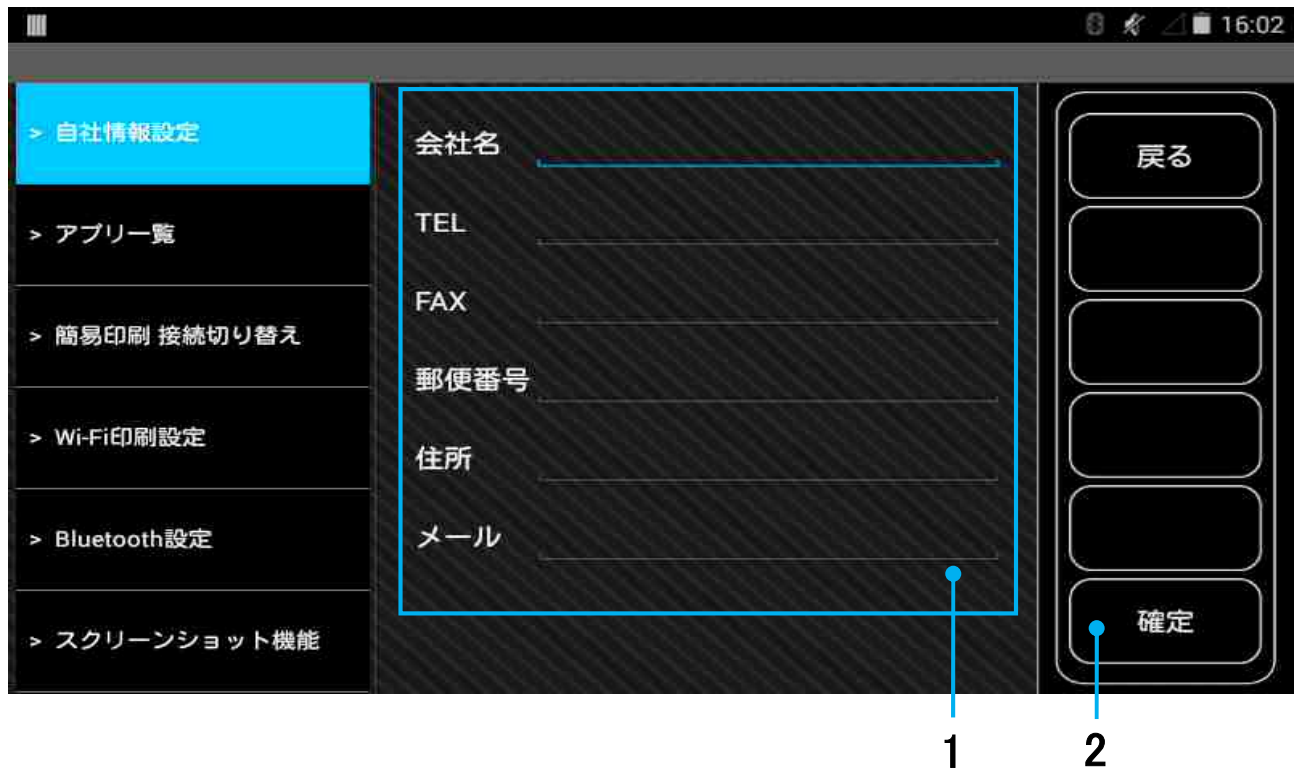 16:02
> 自社情報設定
> アプリ一覧
> 簡易印刷 接続切り替え
> Wi-Fi印刷設定
> Bluetooth設定
> スクリーンショット機能
会社名
TEL
FAX
郵便番号
住所
メール
戻る
確定
1
2